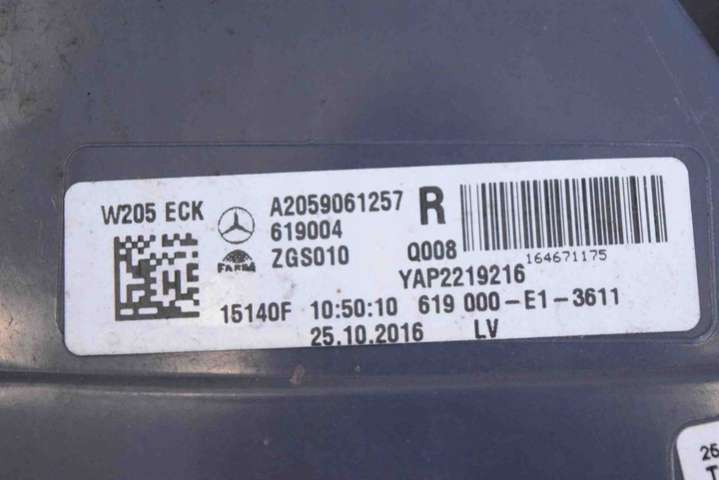 W205 ECK
A2059061257 R
619004
ZGS010 Q008
164671175
YAP2219216
15140F 10:50:10 619 000-E1-3611
25.10.2016 LV